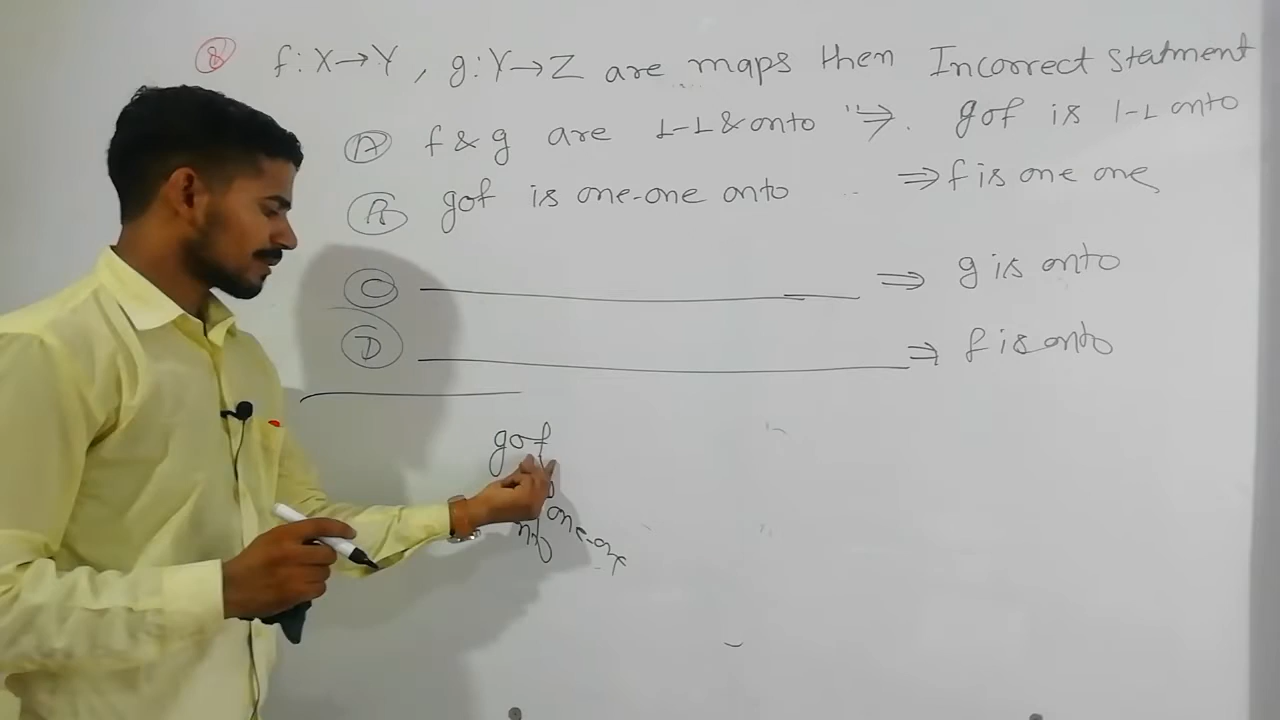 8 f: X→Y, g: Y→Z are maps then Incorrect Statment
A f & g are 1-1 & onto "⇒. gof is 1-1 onto
gof is one-one onto ⇒ f is one one
C ⇒ g is onto
D ⇒ f is onto
gof
one-one